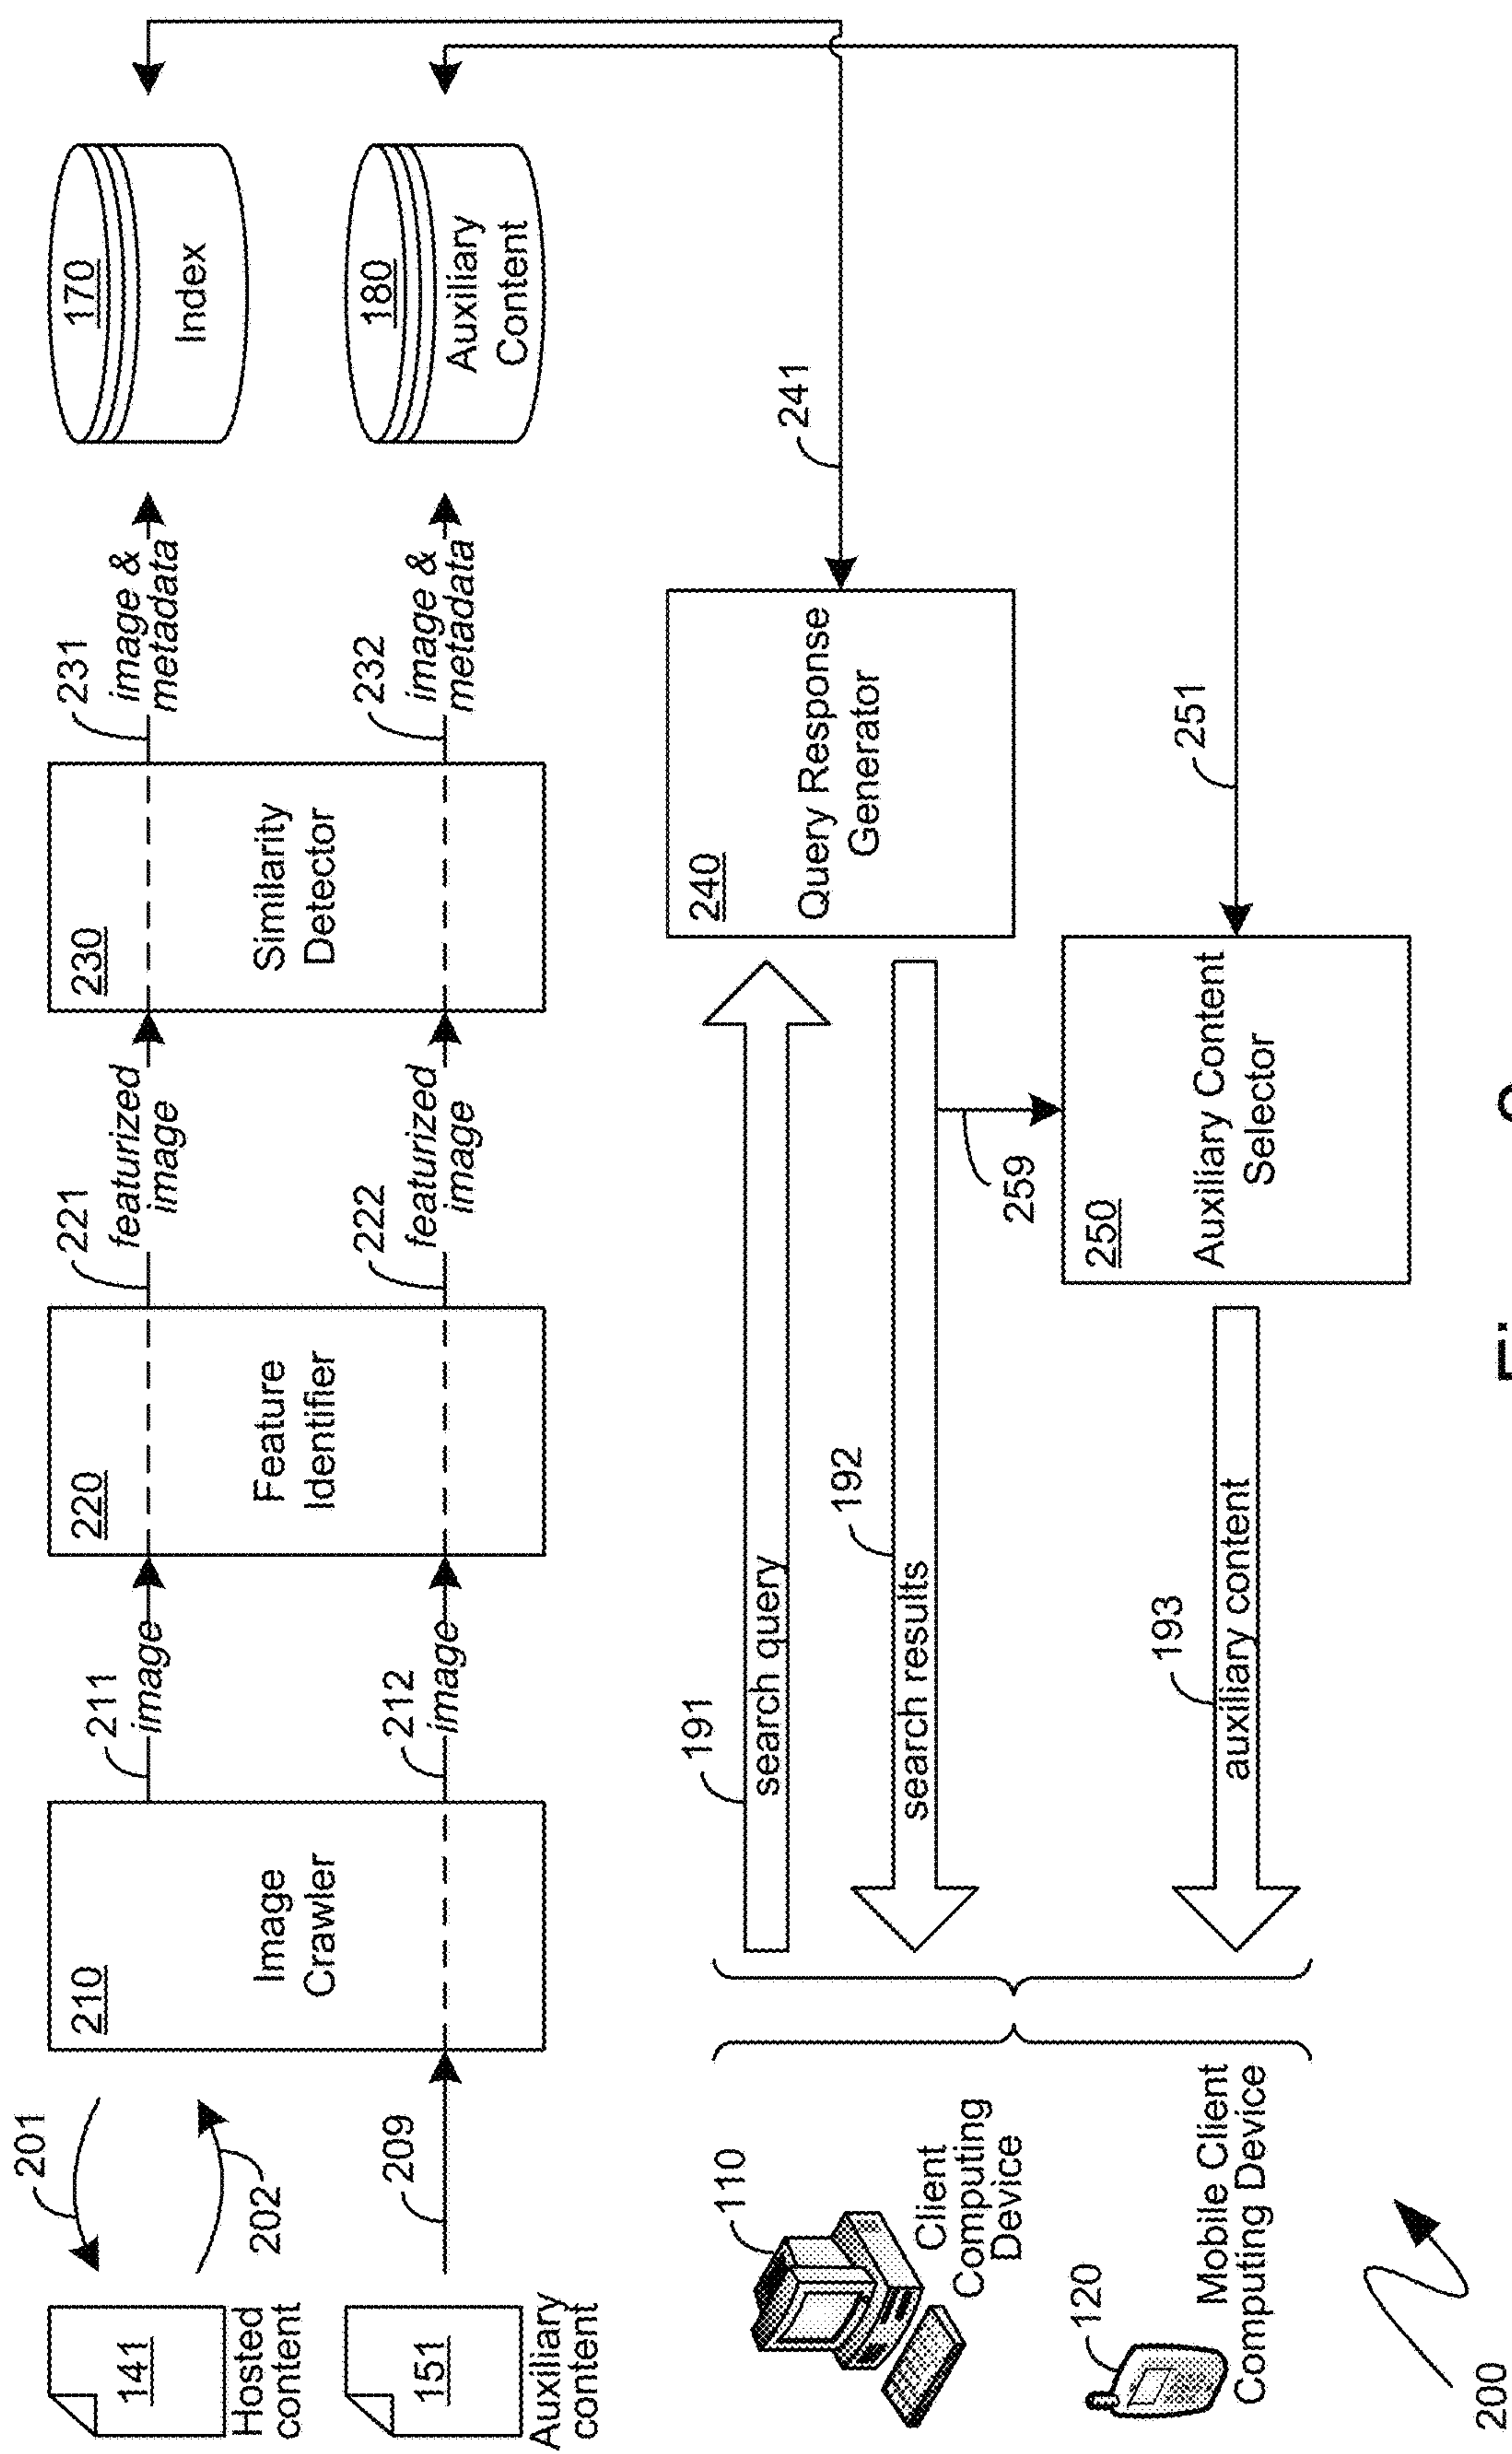 201
202
209
141
Hosted
content
151
Auxiliary
content
210
Image
Crawler
211
image
212
image
220
Feature
Identifier
221
featurized
image
222
featurized
image
230
Similarity
Detector
231
image &
metadata
232
image &
metadata
170
Index
180
Auxiliary
Content
110
Client
Computing
Device
120
Mobile Client
Computing Device
191
search query
192
search results
193
auxiliary content
240
Query Response
Generator
241
259
250
Auxiliary Content
Selector
251
200